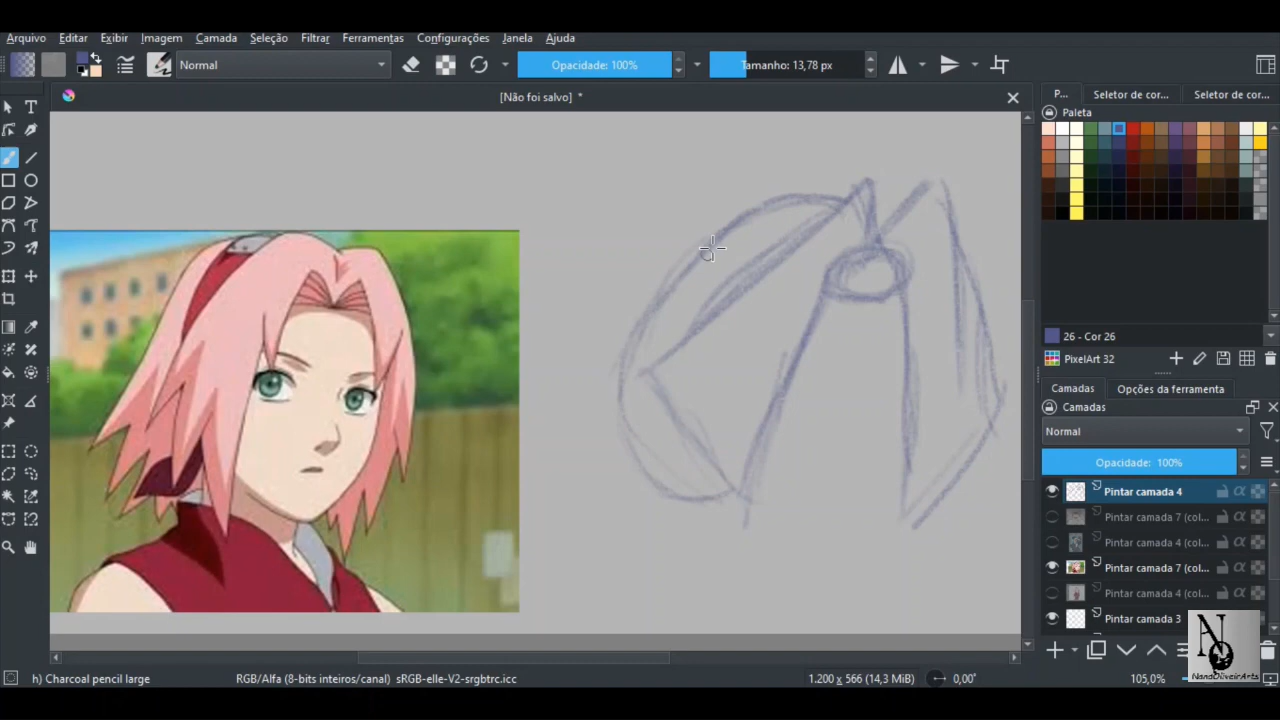 Arquivo Editar Exibir Imagem Camada Seleção Filtrar Ferramentas Configurações Janela Ajuda
Normal Opacidade: 100% Tamanho: 13,78 px
[Não foi salvo] *
P... Seletor de cor... Seletor de cor...
Paleta
26 - Cor 26
PixelArt 32
Camadas Opções da ferramenta
Camadas
Normal
Opacidade: 100%
Pintar camada 4
Pintar camada 7 (col...
Pintar camada 4 (col...
Pintar camada 7 (col...
Pintar camada 4 (col...
Pintar camada 3
NanoOliveirArts
h) Charcoal pencil large RGB/Alfa (8-bits inteiros/canal) sRGB-elle-V2-srgbtrc.icc 1.200 x 566 (14,3 MiB) 0,00° 105,0%